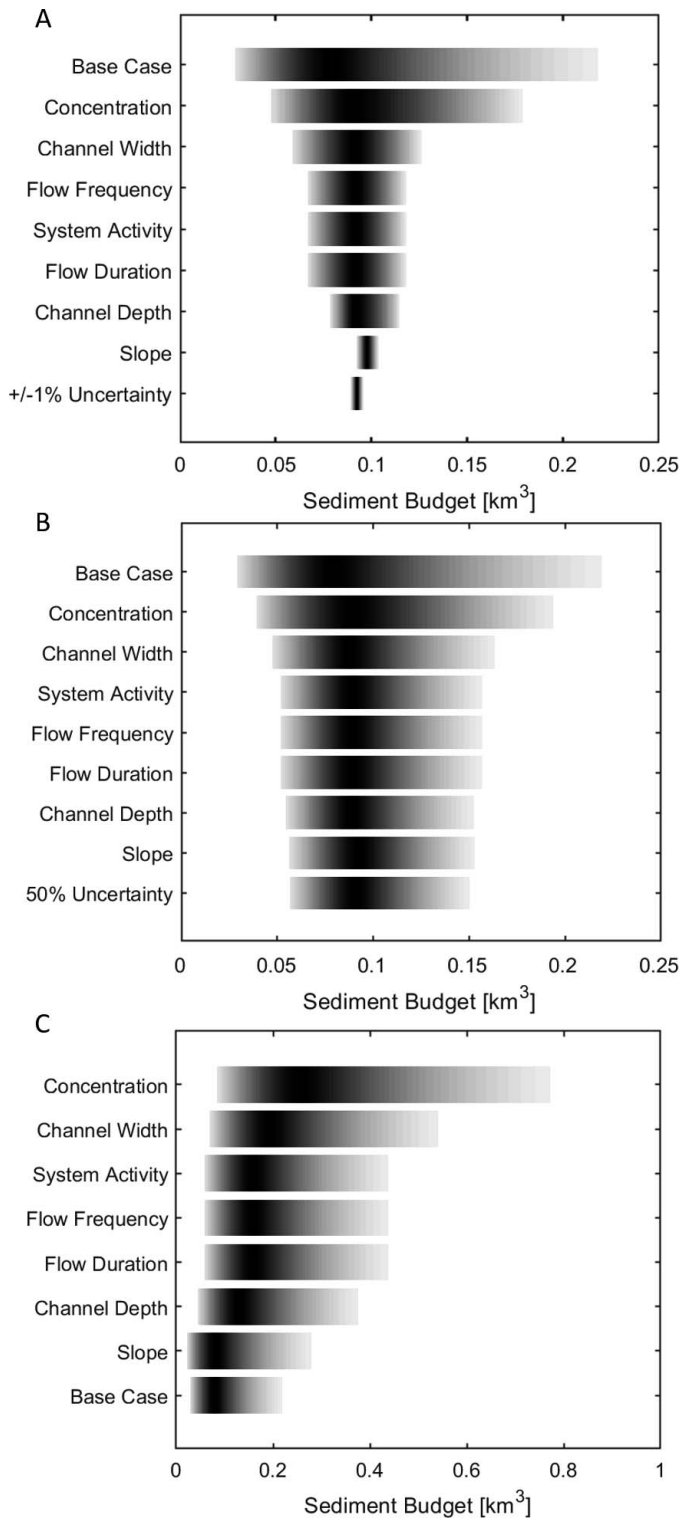 A
Base Case
Concentration
Channel Width
Flow Frequency
System Activity
Flow Duration
Channel Depth
Slope
+/-1% Uncertainty
0 0.05 0.1 0.15 0.2 0.25
Sediment Budget [km³]
B
Base Case
Concentration
Channel Width
System Activity
Flow Frequency
Flow Duration
Channel Depth
Slope
50% Uncertainty
0 0.05 0.1 0.15 0.2 0.25
Sediment Budget [km³]
C
Concentration
Channel Width
System Activity
Flow Frequency
Flow Duration
Channel Depth
Slope
Base Case
0 0.2 0.4 0.6 0.8 1
Sediment Budget [km³]